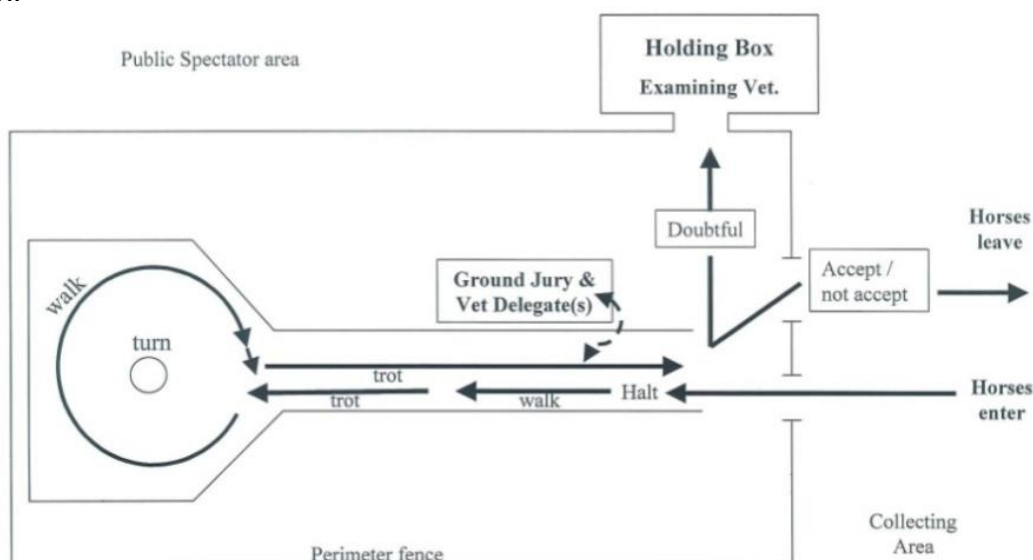 Public Spectator area
Holding Box
Examining Vet.
Doubtful
Horses
leave
Accept /
not accept
Ground Jury &
Vet Delegate(s)
walk
turn
trot
trot
walk
Halt
Horses
enter
Collecting
Area
Perimeter fence